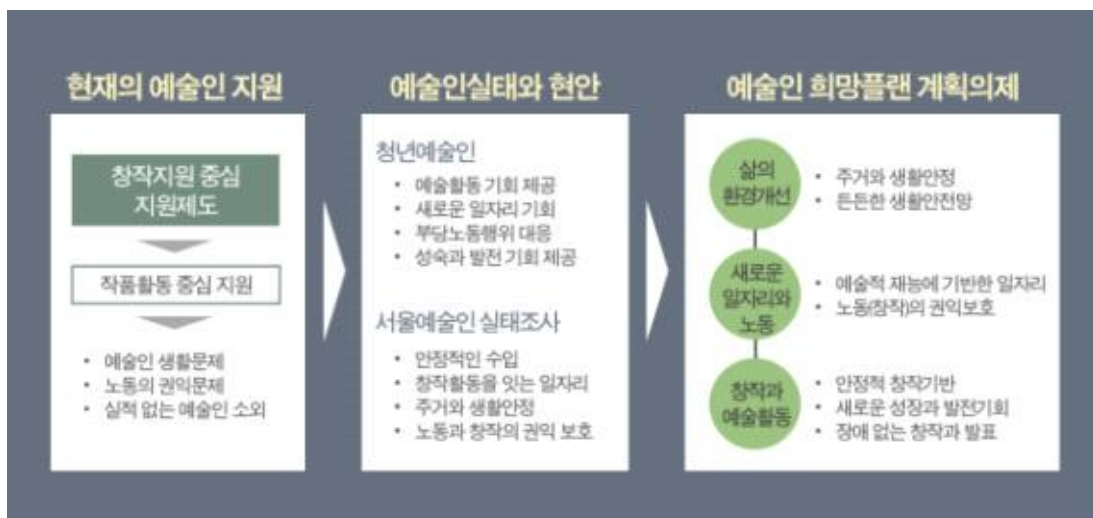 현재의 예술인 지원
창작지원 중심
지원제도
작품활동 중심 지원
• 예술인 생활문제
• 노동의 권익문제
• 실적 없는 예술인 소외
예술인실태와 현안
청년예술인
• 예술활동 기회 제공
• 새로운 일자리 기회
• 부당노동행위 대응
• 성숙과 발전 기회 제공
서울예술인 실태조사
• 안정적인 수입
• 창작활동을 잇는 일자리
• 주거와 생활안정
• 노동과 창작의 권익 보호
예술인 희망플랜 계획의제
삶의
환경개선
• 주거와 생활안정
• 든든한 생활안전망
새로운
일자리와
노동
• 예술적 재능에 기반한 일자리
• 노동(창작)의 권익보호
창작과
예술활동
• 안정적 창작기반
• 새로운 성장과 발전기회
• 장애 없는 창작과 발표